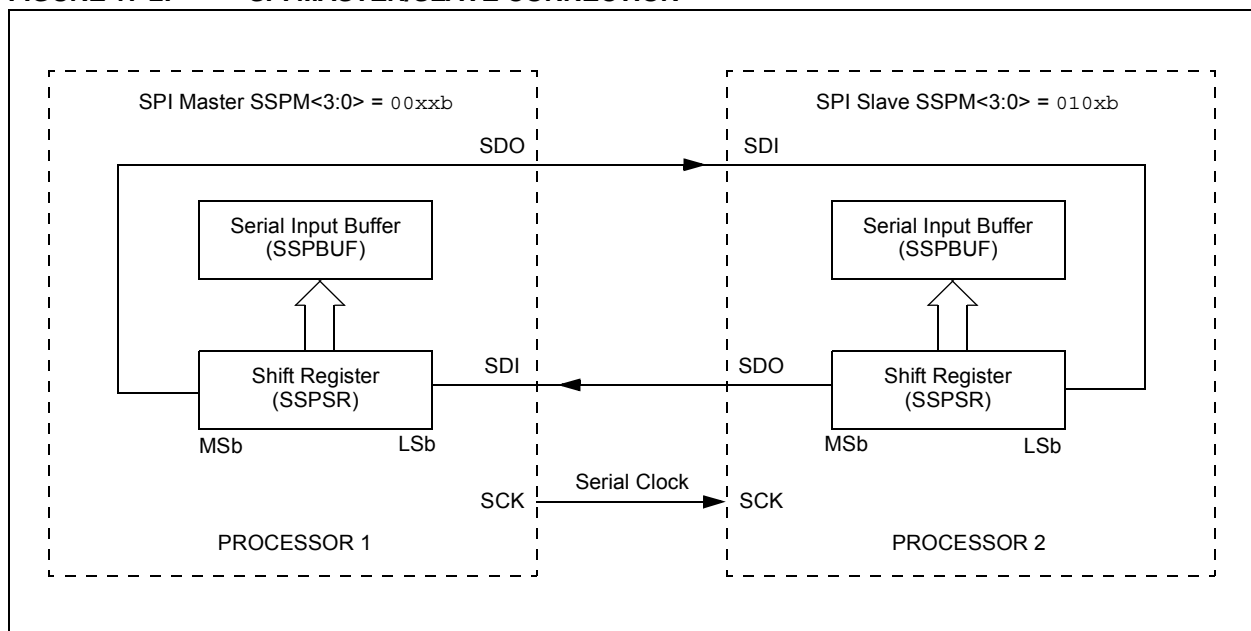 SPI Master SSPM<3:0> = 00xxb
SDO
Serial Input Buffer
(SSPBUF)
Shift Register
(SSPSR)
MSb
LSb
SDI
SCK
PROCESSOR 1
Serial Clock
SPI Slave SSPM<3:0> = 010xb
SDI
Serial Input Buffer
(SSPBUF)
SDO
Shift Register
(SSPSR)
MSb
LSb
SCK
PROCESSOR 2